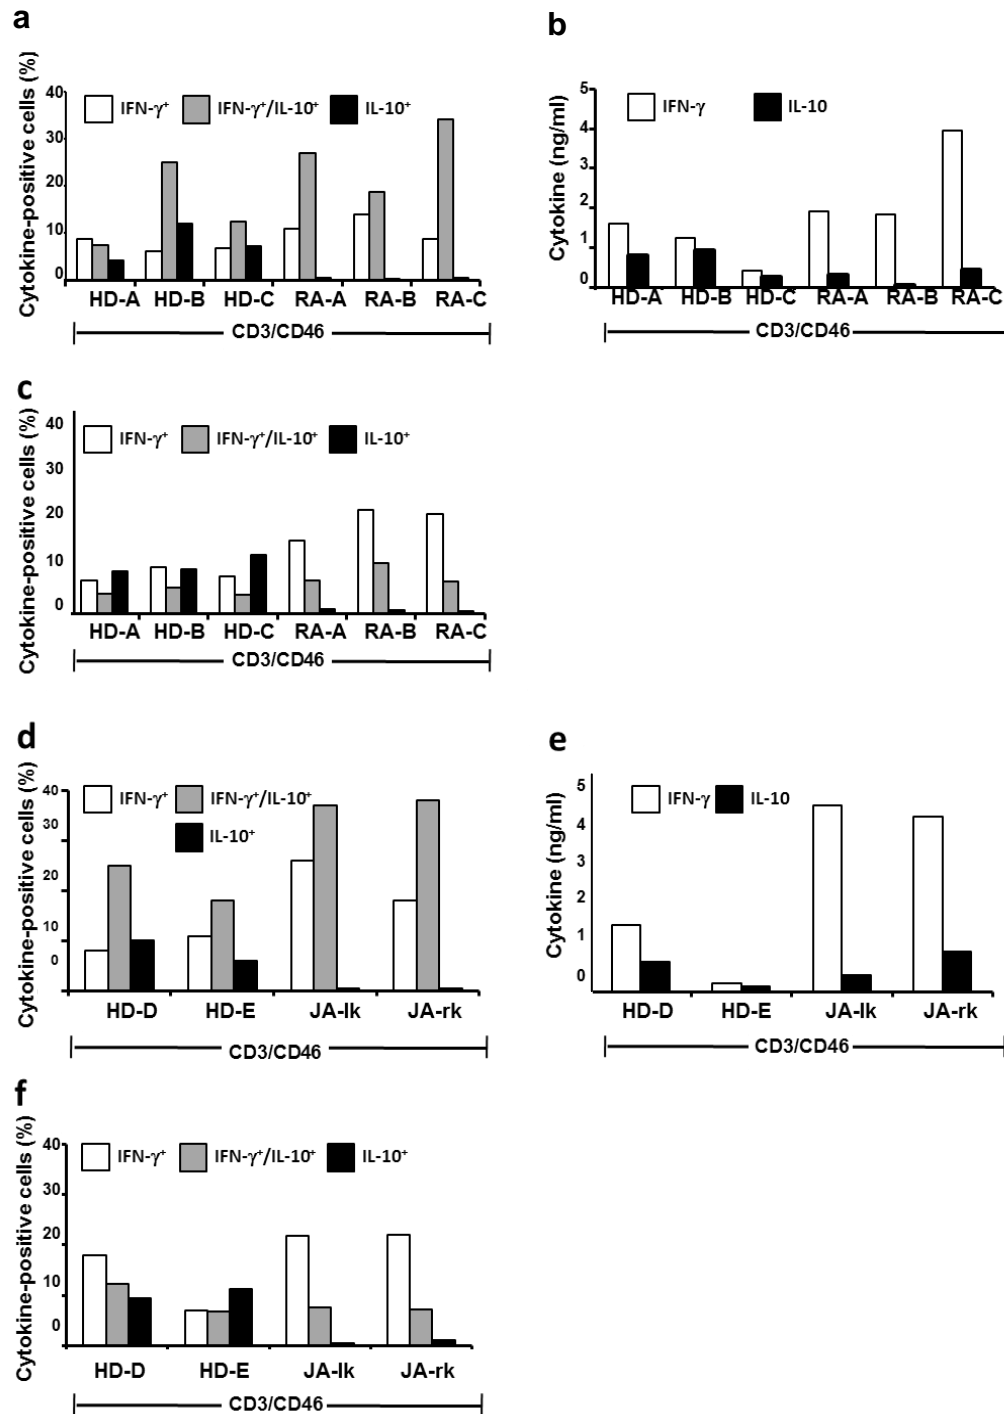 a
Cytokine-positive cells (%)
40
30
20
10
0
IFN-γ⁺ IFN-γ⁺/IL-10⁺ IL-10⁺
HD-A HD-B HD-C RA-A RA-B RA-C
CD3/CD46
b
Cytokine (ng/ml)
5
4
3
2
1
0
IFN-γ IL-10
HD-A HD-B HD-C RA-A RA-B RA-C
CD3/CD46
c
Cytokine-positive cells (%)
40
30
20
10
0
IFN-γ⁺ IFN-γ⁺/IL-10⁺ IL-10⁺
HD-A HD-B HD-C RA-A RA-B RA-C
CD3/CD46
d
Cytokine-positive cells (%)
40
30
20
10
0
IFN-γ⁺ IFN-γ⁺/IL-10⁺
IL-10⁺
HD-D HD-E JA-lk JA-rk
CD3/CD46
e
Cytokine (ng/ml)
5
4
3
2
1
0
IFN-γ IL-10
HD-D HD-E JA-lk JA-rk
CD3/CD46
f
Cytokine-positive cells (%)
40
30
20
10
0
IFN-γ⁺ IFN-γ⁺/IL-10⁺ IL-10⁺
HD-D HD-E JA-lk JA-rk
CD3/CD46